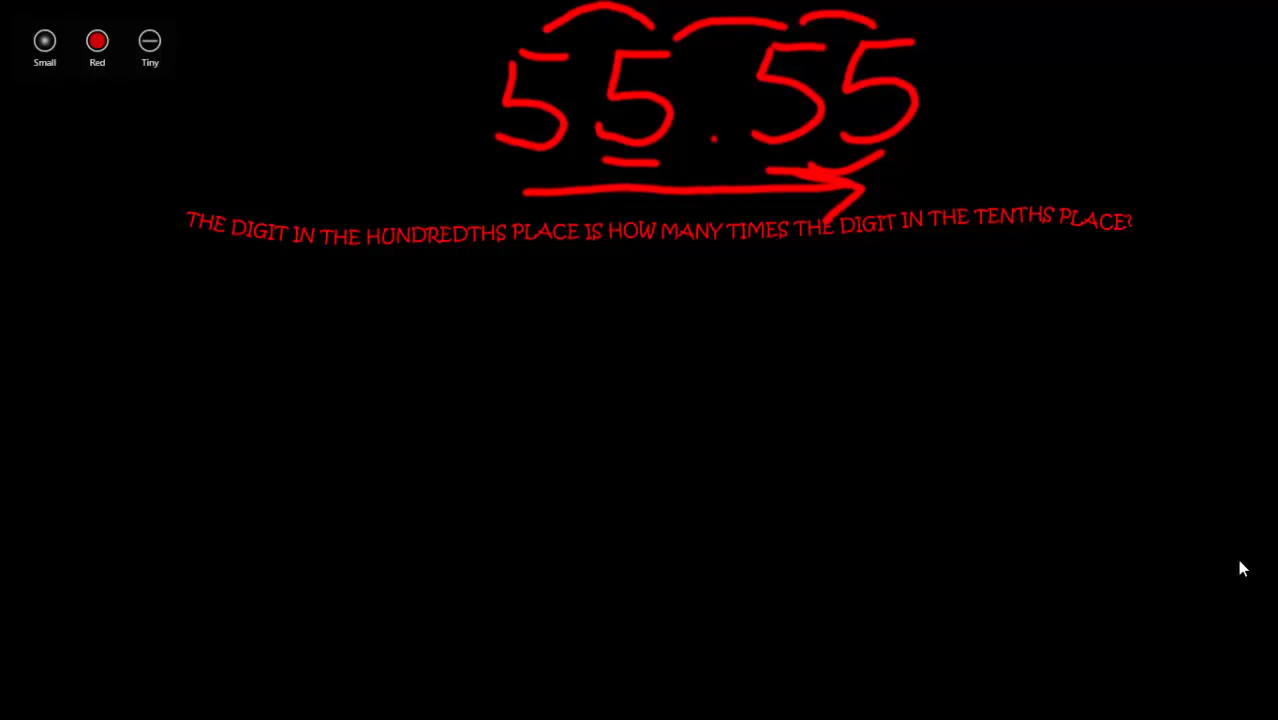 Small Red Tiny
55.55
THE DIGIT IN THE HUNDREDTHS PLACE IS HOW MANY TIMES THE DIGIT IN THE TENTHS PLACE?